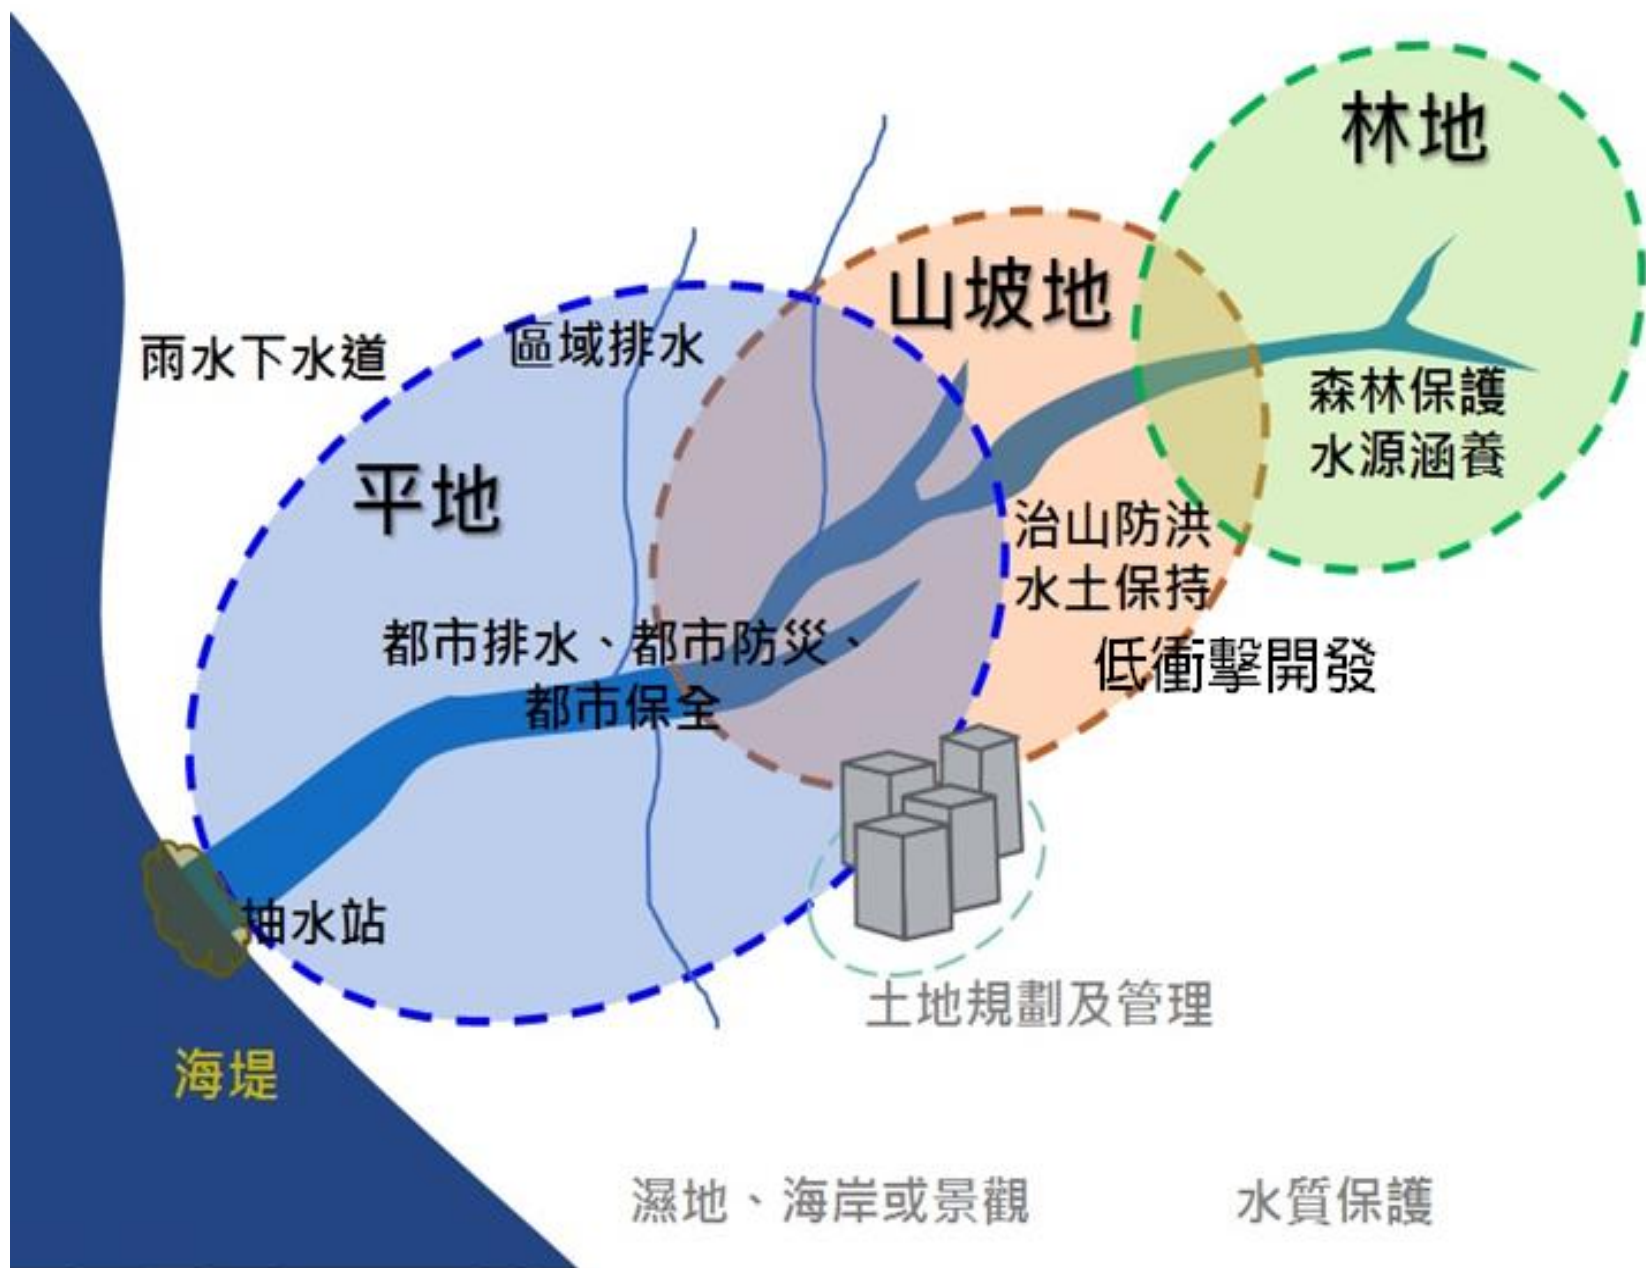 林地
山坡地
雨水下水道
區域排水
森林保護
水源涵養
平地
治山防洪
水土保持
都市排水、都市防災、
都市保全
低衝擊開發
抽水站
土地規劃及管理
海堤
濕地、海岸或景觀
水質保護